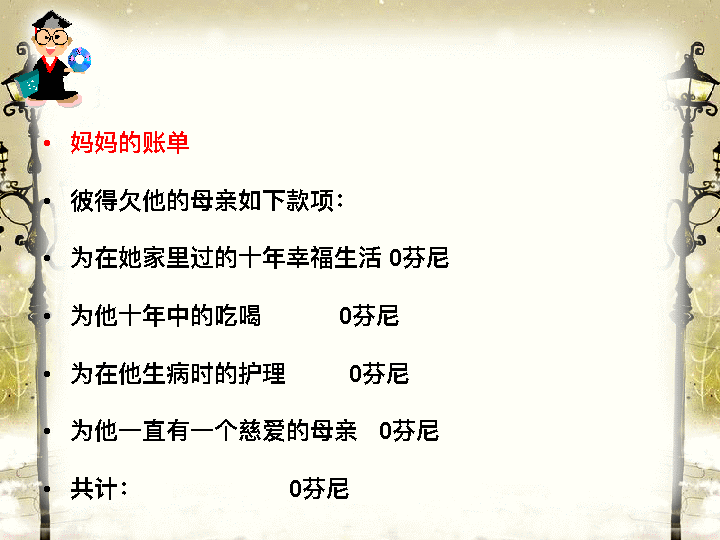 妈妈的账单
彼得欠他的母亲如下款项：
为在她家里过的十年幸福生活 0芬尼
为他十年中的吃喝 0芬尼
为在他生病时的护理 0芬尼
为他一直有一个慈爱的母亲 0芬尼
共计： 0芬尼